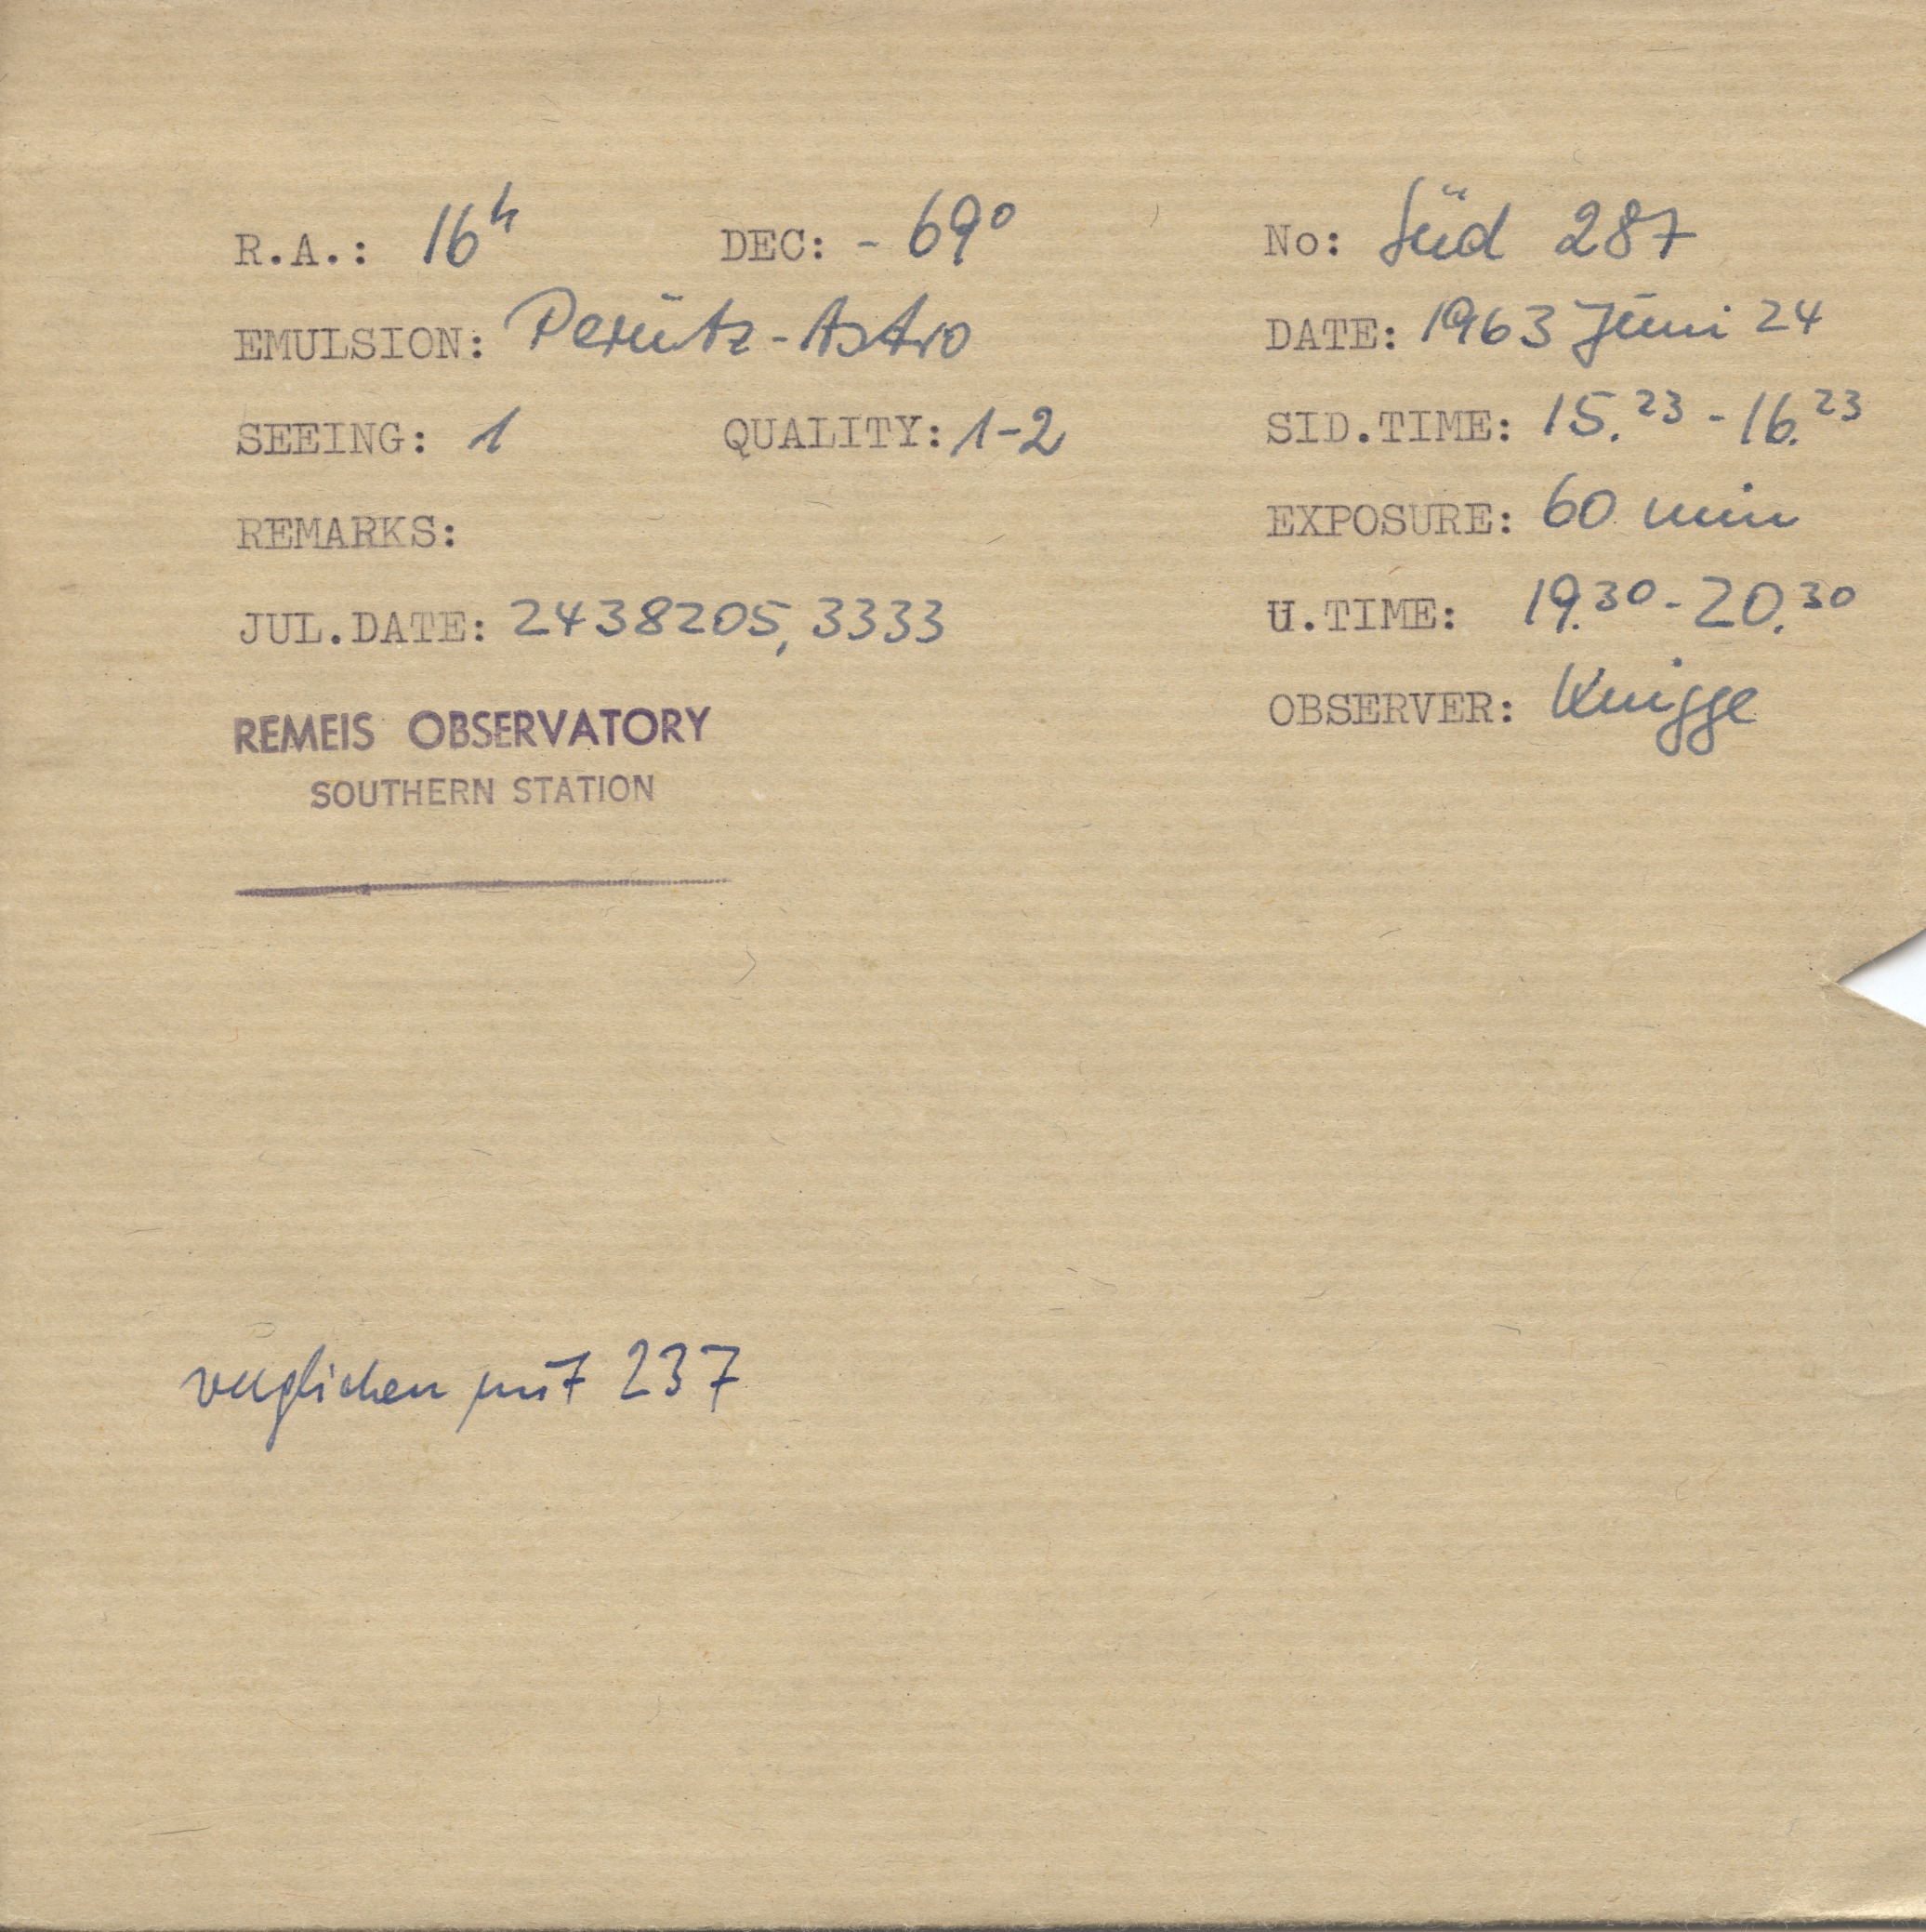 R.A.: 16h DEC: - 69° No: Süd 287
EMULSION: Perutz-Astro DATE: 1963 Juni 24
SEEING: 1 QUALITY: 1-2 SID.TIME: 15.23 - 16.23
REMARKS: EXPOSURE: 60 min
JUL.DATE: 2438205,3333 U.TIME: 19.30 - 20.30
REMEIS OBSERVATORY OBSERVER: Knigge
SOUTHERN STATION
verglichen mit 237